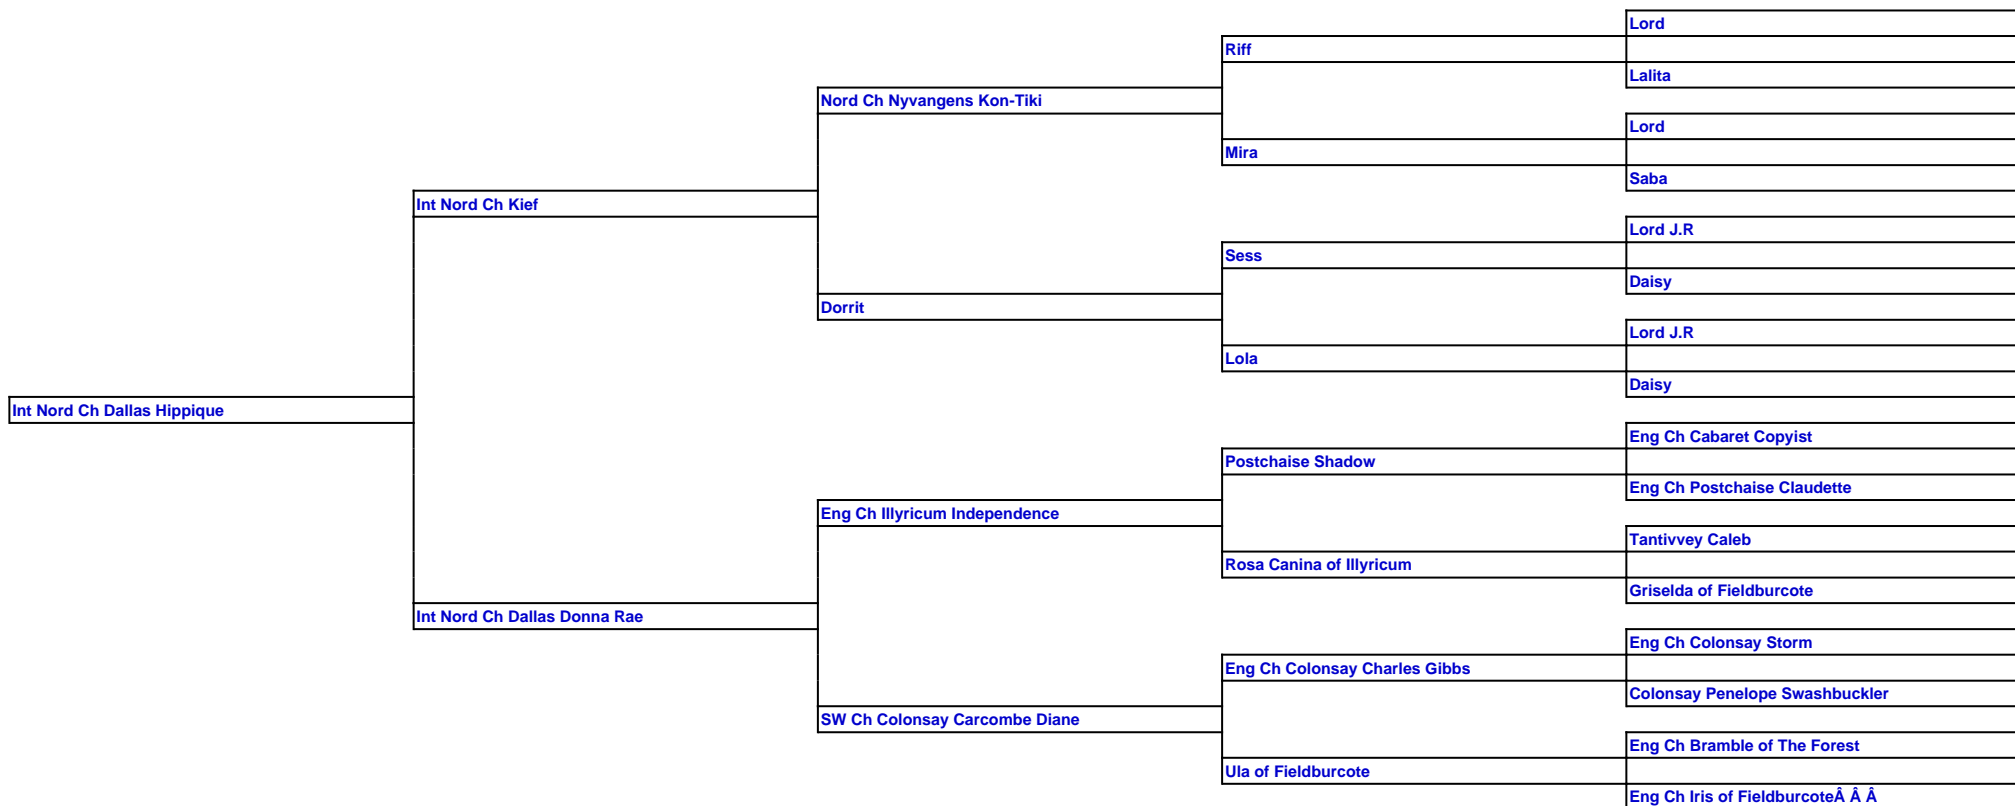 Lord
Riff
Lalita
Nord Ch Nyvangens Kon-Tiki
Lord
Mira
Saba
Int Nord Ch Kief
Lord J.R
Sess
Daisy
Dorrit
Lord J.R
Lola
Daisy
Int Nord Ch Dallas Hippique
Eng Ch Cabaret Copyist
Postchaise Shadow
Eng Ch Postchaise Claudette
Eng Ch Illyricum Independence
Tantivvey Caleb
Rosa Canina of Illyricum
Griselda of Fieldburcote
Int Nord Ch Dallas Donna Rae
Eng Ch Colonsay Storm
Eng Ch Colonsay Charles Gibbs
Colonsay Penelope Swashbuckler
SW Ch Colonsay Carcombe Diane
Eng Ch Bramble of The Forest
Ula of Fieldburcote
Eng Ch Iris of FieldburcoteÂ Â Â